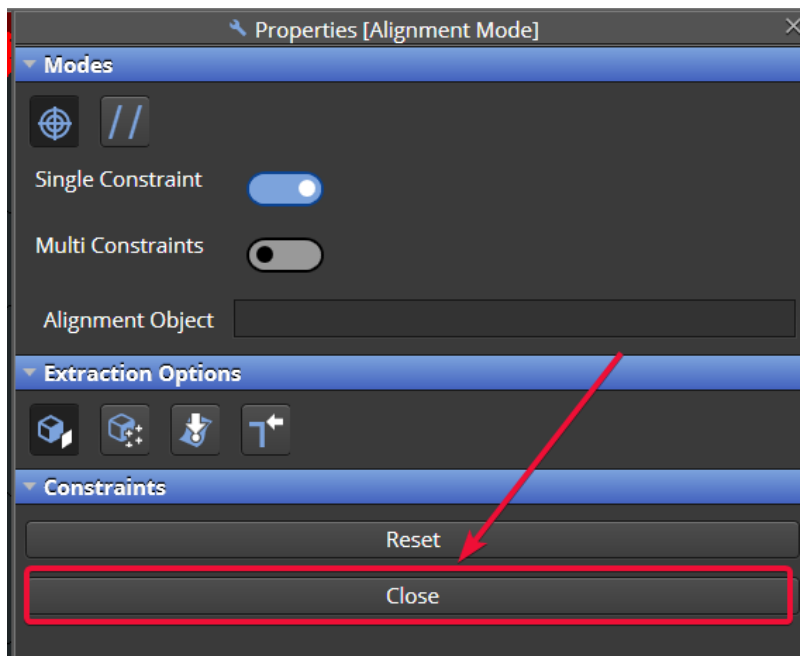 Properties [Alignment Mode]
Modes
Single Constraint
Multi Constraints
Alignment Object
Extraction Options
Constraints
Reset
Close